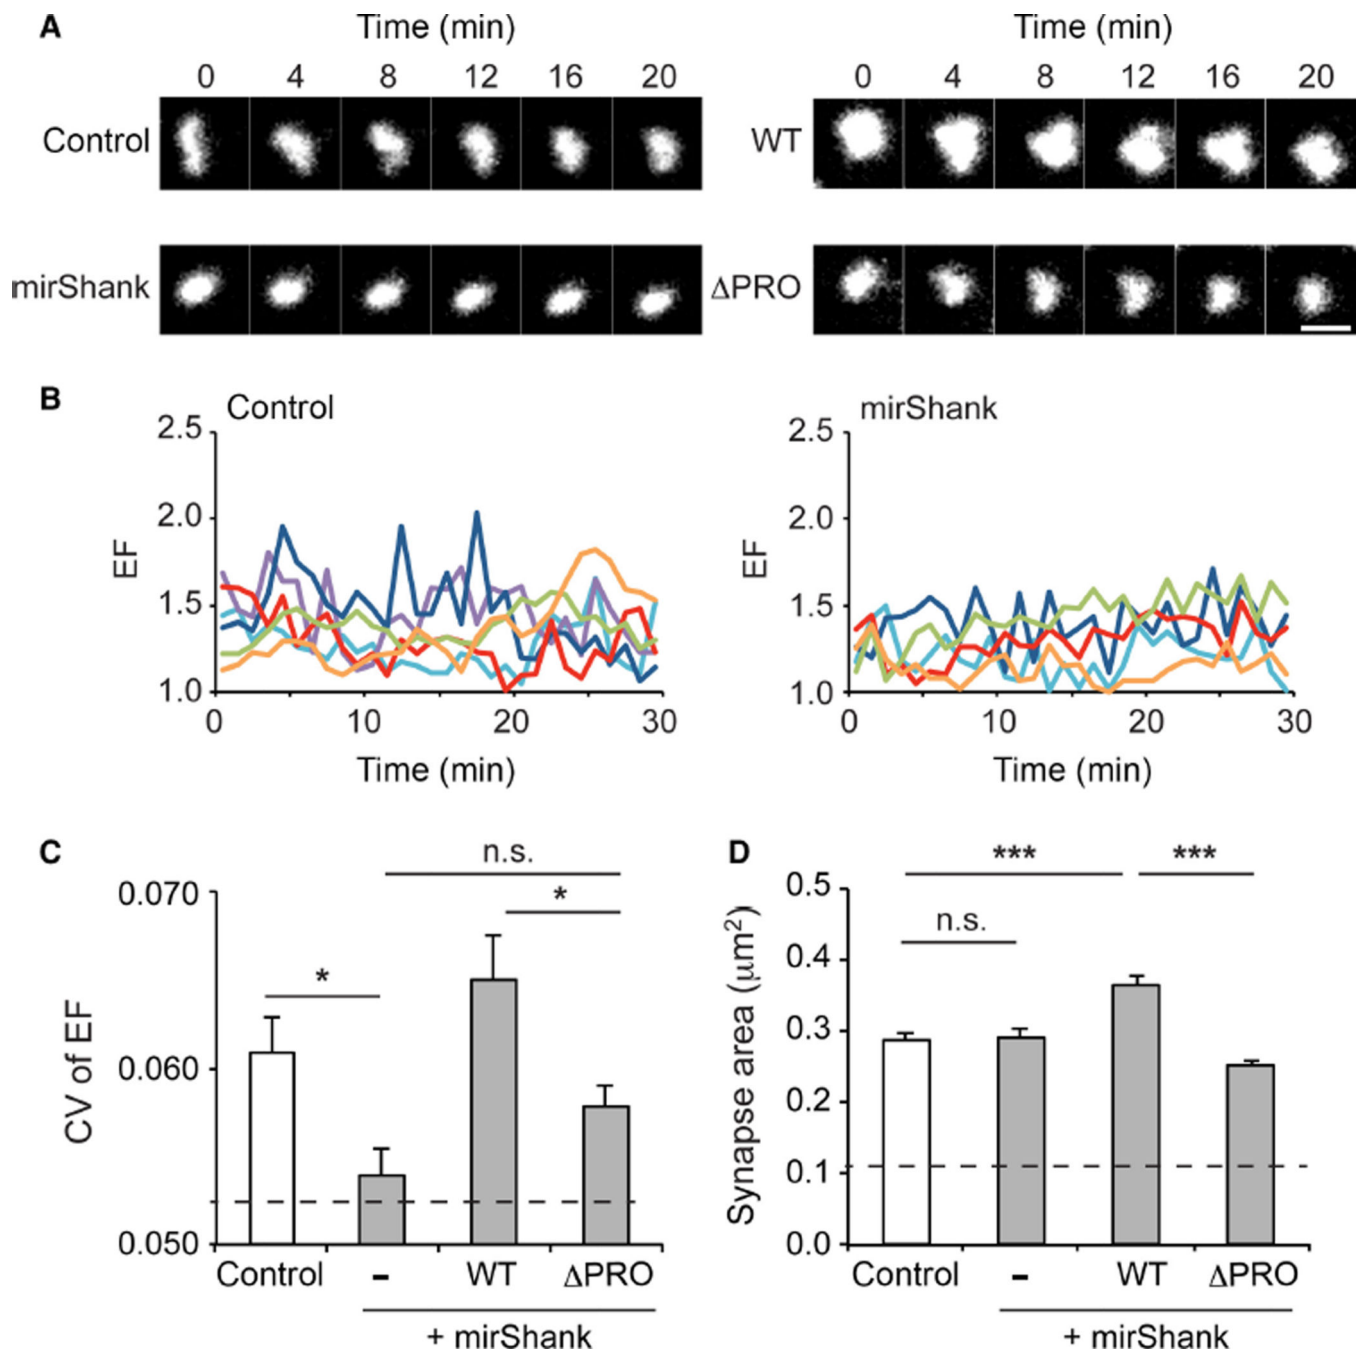 A
Time (min)
Time (min)
0 4 8 12 16 20
0 4 8 12 16 20
Control
WT
mirShank
ΔPRO
B
Control
mirShank
2.5
2.0
1.5
1.0
EF
0 10 20 30
Time (min)
2.5
2.0
1.5
1.0
EF
0 10 20 30
Time (min)
C
n.s.
*
*
0.070
0.060
0.050
CV of EF
Control - WT ΔPRO
+ mirShank
D
*** ***
n.s.
0.5
0.4
0.3
0.2
0.1
0.0
Synapse area (μm²)
Control - WT ΔPRO
+ mirShank